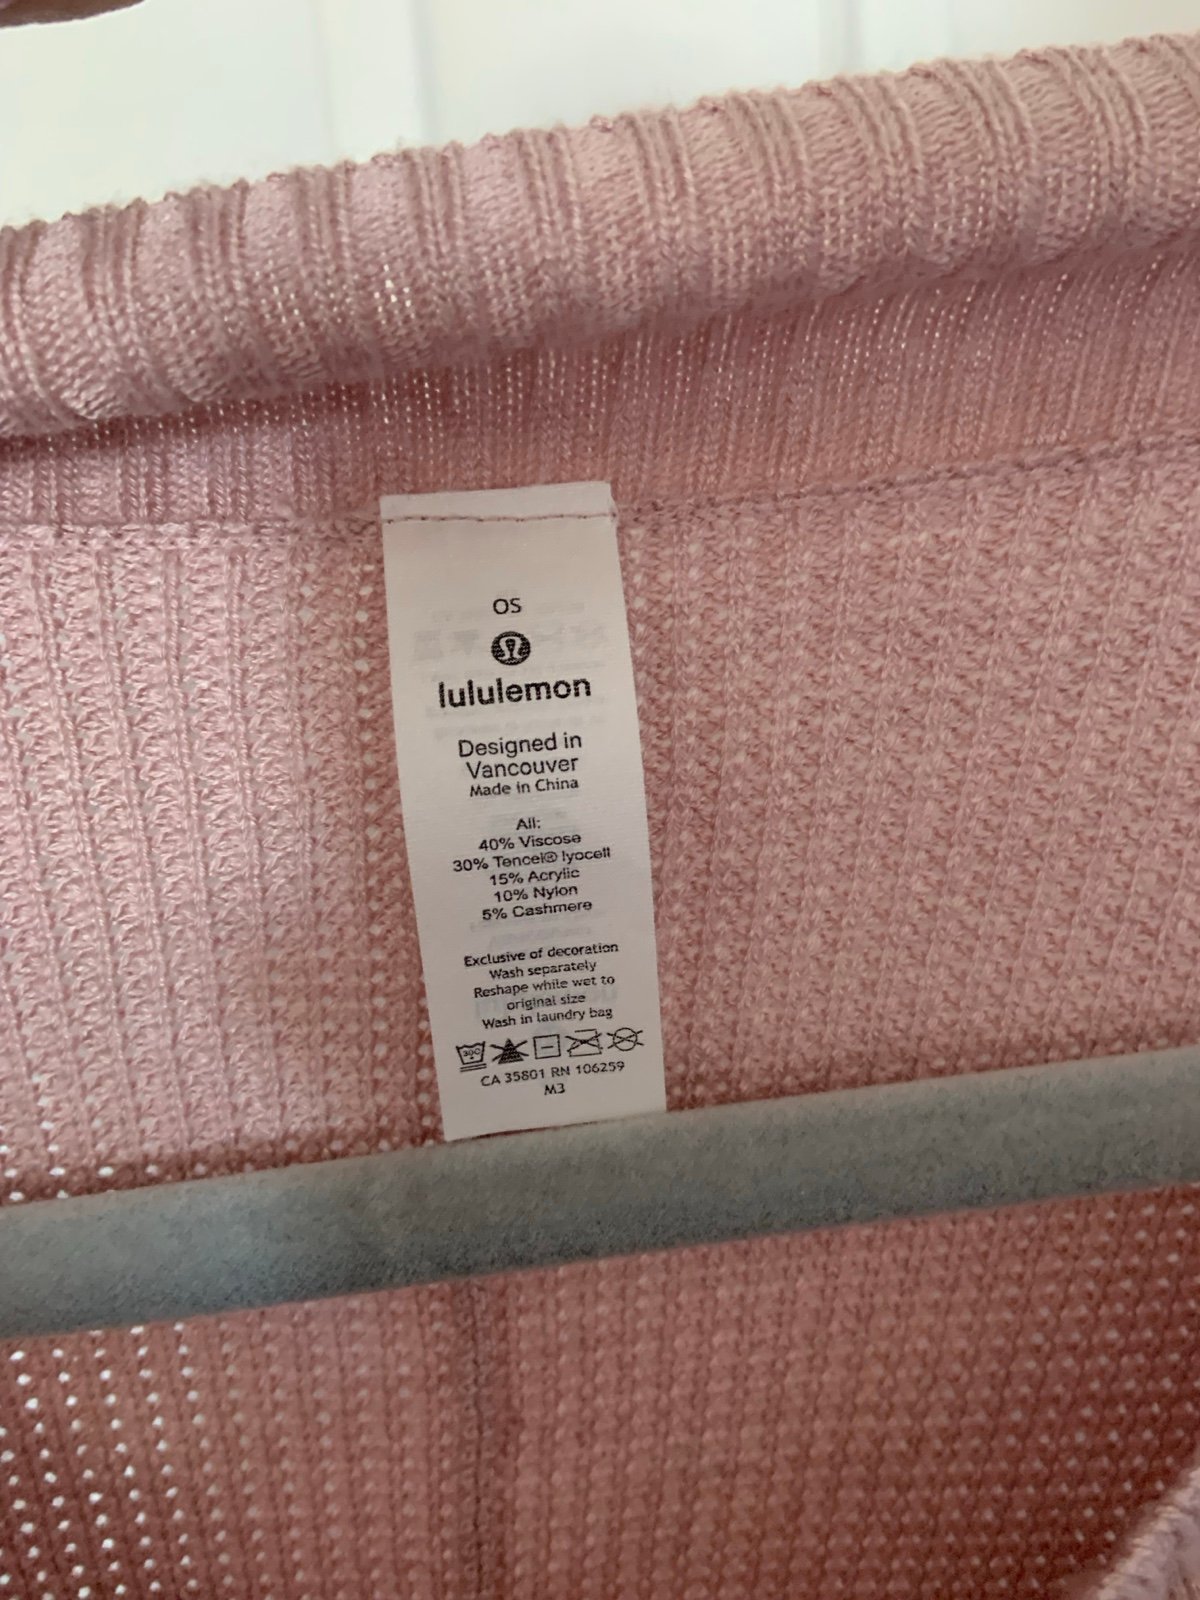 OS
lululemon
Designed in
Vancouver
Made in China
All:
40% Viscose
30% Tencel® lyocell
15% Acrylic
10% Nylon
5% Cashmere
Exclusive of decoration
Wash separately
Reshape while wet to
original size
Wash in laundry bag
30C
CA 35801 RN 106259
M3